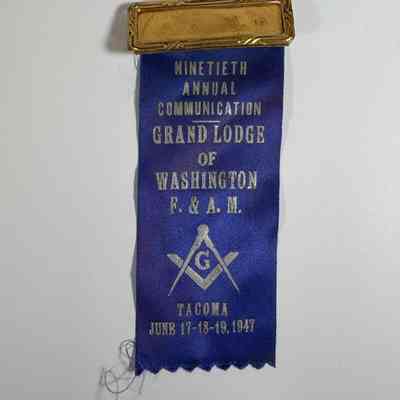 NINETIETH
ANNUAL
COMMUNICATION
GRAND LODGE
OF
WASHINGTON
F. & A. M.
G
TACOMA
JUNE 17-18-19, 1947